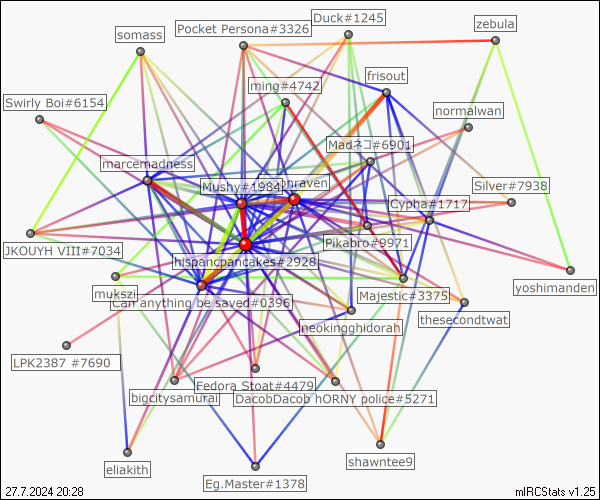 Duck#1245
zebula
Pocket Persona#3326
somass
frisout
ming#4742
Swirly Boi#6154
normalwan
Madネコ#6901
marcemadness
Mushy#1984
onraven
Silver#7938
Cypha#1717
JKOUYH VIII#7034
Pikabro#9971
hispancpancakes#2928
yoshimanden
mukszi
Can anything be saved#0396
Majestic#3375
thesecondtwat
neokingghidorah
LPK2387 #7690
Fedora Stoat#4479
bigcitysamurai
DacobDacob hORNY police#5271
shawntee9
eliakith
Eg.Master#1378
27.7.2024 20:28
mIRCStats v1.25